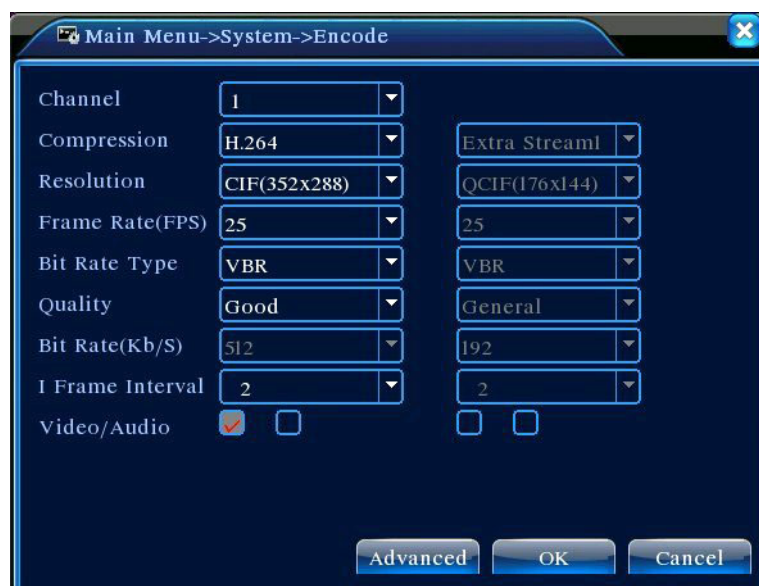 Main Menu->System->Encode
Channel 1
Compression H.264 Extra Stream1
Resolution CIF(352x288) QCIF(176x144)
Frame Rate(FPS) 25 25
Bit Rate Type VBR VBR
Quality Good General
Bit Rate(Kb/S) 512 192
I Frame Interval 2 2
Video/Audio
Advanced OK Cancel